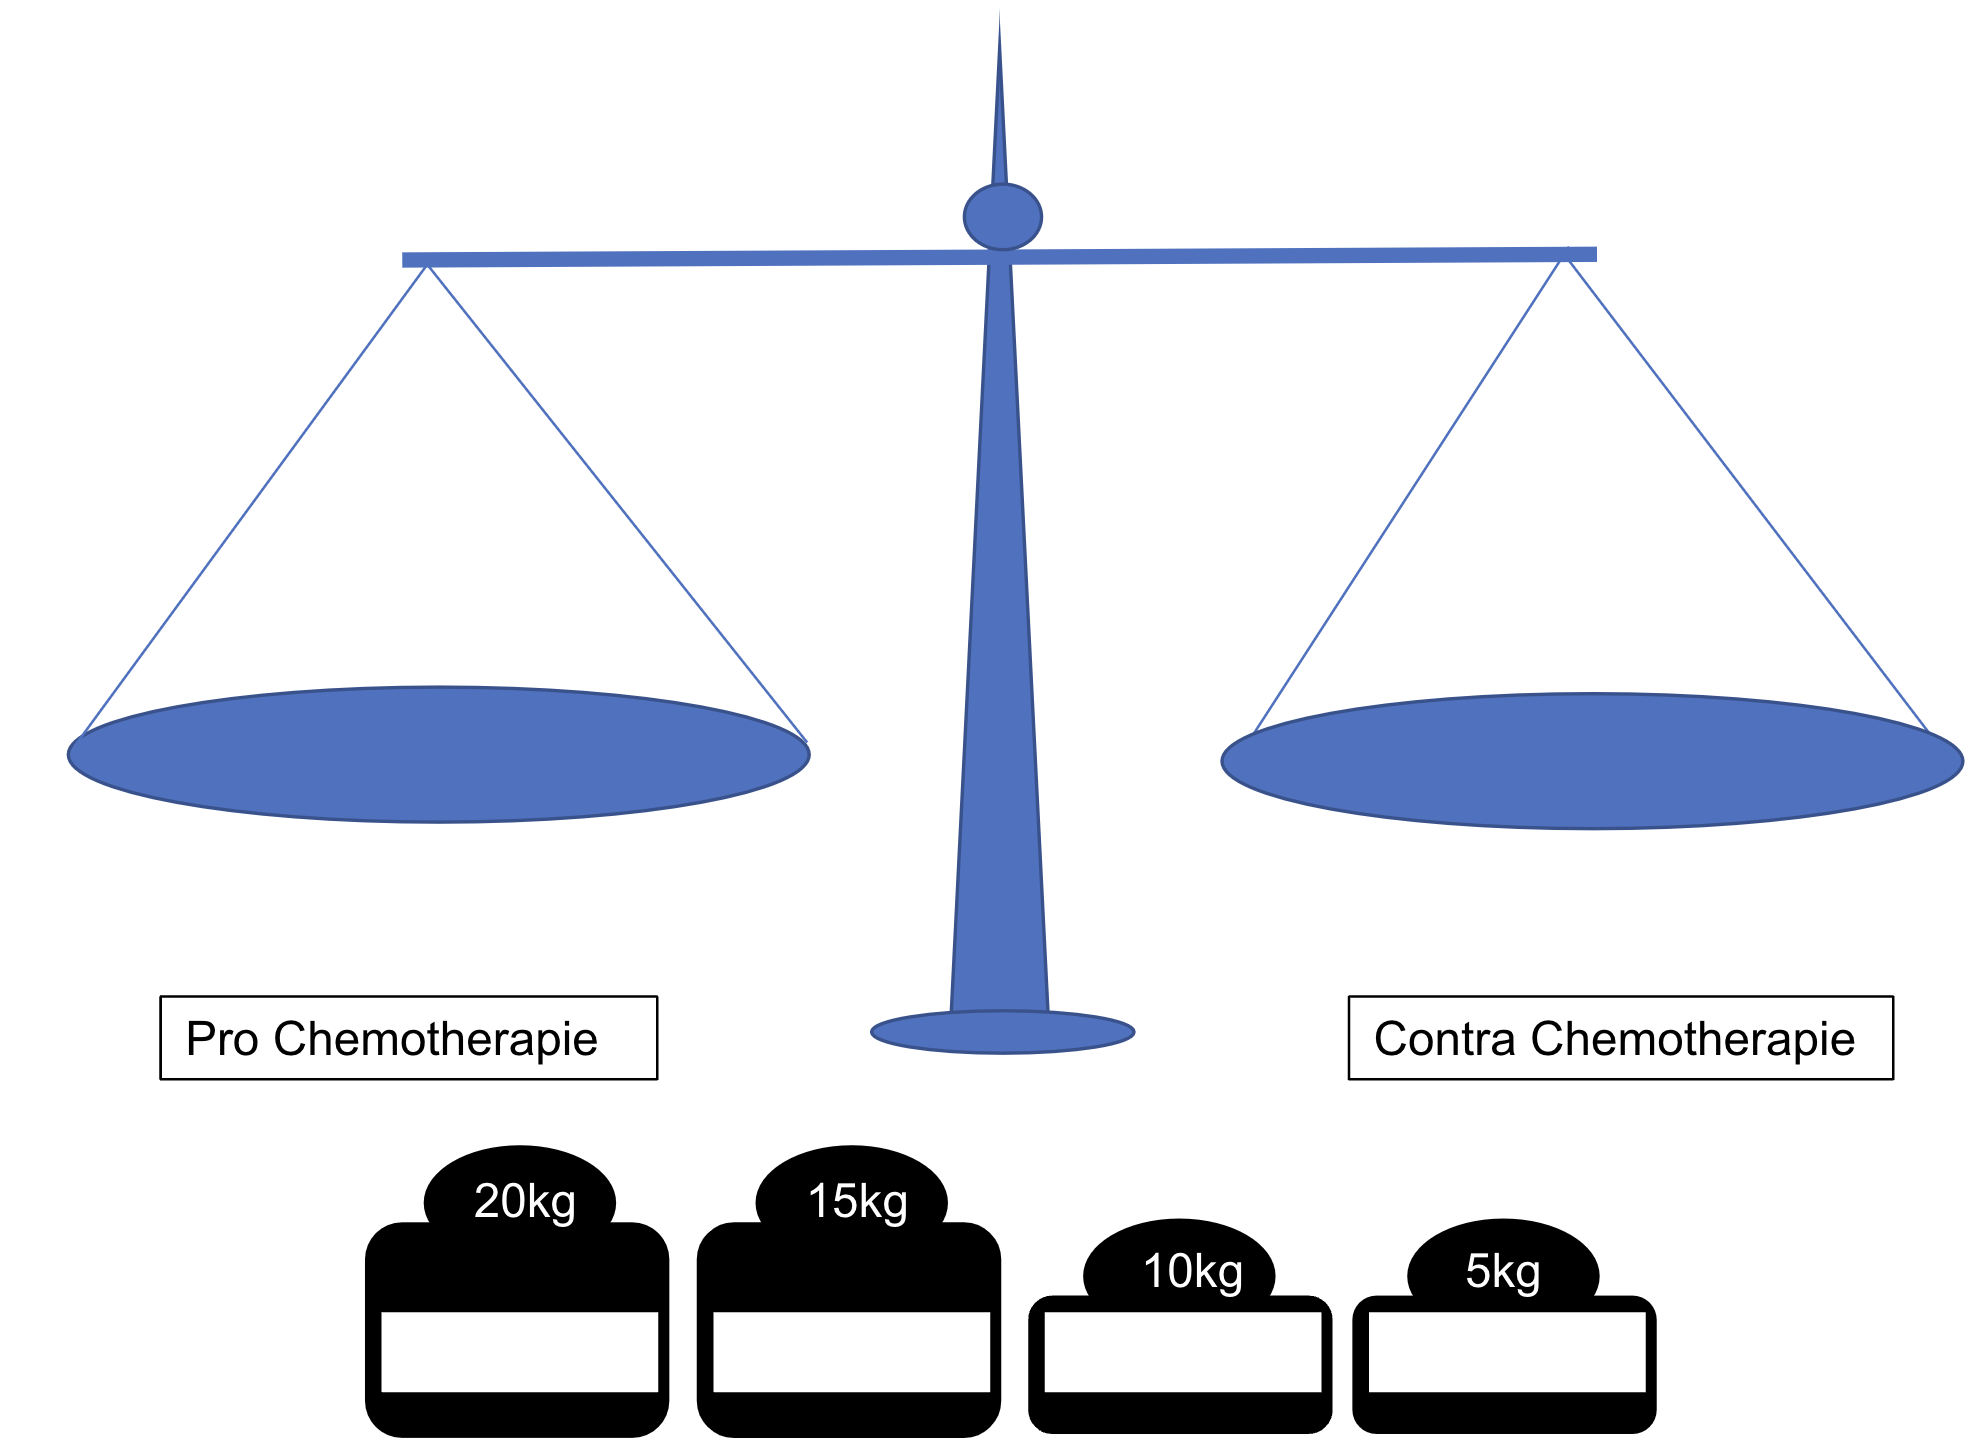 Pro Chemotherapie
Contra Chemotherapie
20kg
15kg
10kg
5kg